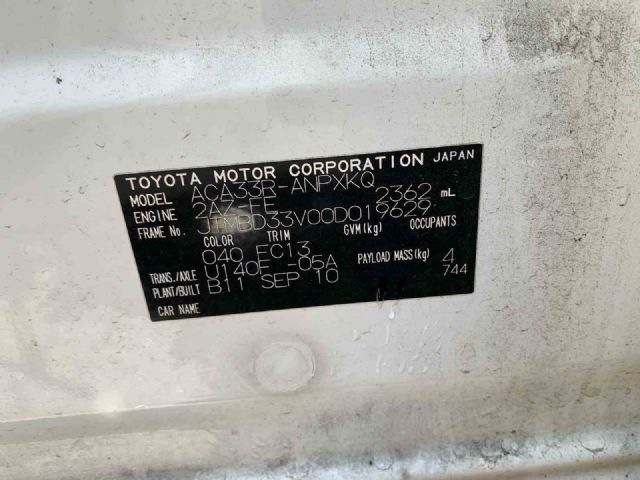 TOYOTA MOTOR CORPORATION JAPAN
MODEL ACA33R-ANPXKQ
ENGINE 2AZ-FE 2362 mL
FRAME NO. JTMBD33V00D019629
COLOR TRIM GVM(kg) OCCUPANTS
040 EC13
TRANS./AXLE U140F -05A PAYLOAD MASS(kg) 4
PLANT/BUILT B11 SEP 10 744
CAR NAME